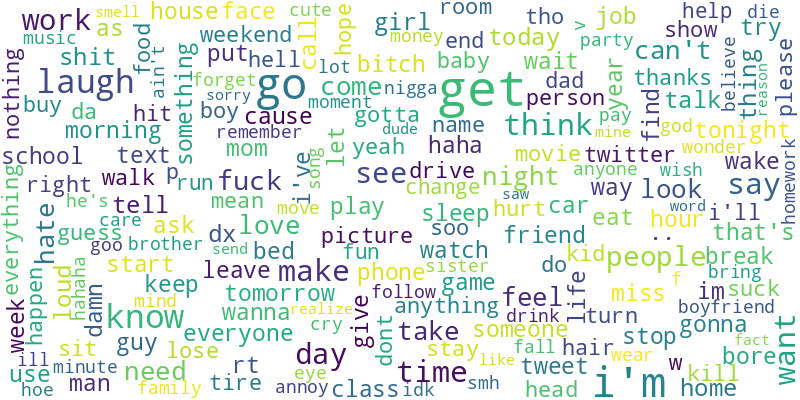 smell
house
face
cute
room
tho
job
help
die
music
work
as
call
hope
girl
money
end
today
v
party
show
try
shit
food
weekend
put
hell
bitch
baby
wait
can't
believe
thing
please
nothing
laugh
ain't
something
forget
lot
go
come
nigga
get
dad
year
thanks
reason
buy
da
hit
boy
sorry
cause
moment
gotta
person
pay
find
talk
morning
remember
let
dude
name
think
mine
god
tonight
school
text
mom
song
yeah
haha
movie
twitter
anyone
wonder
wake
right
walk
p
run
fuck
i've
see
drive
night
way
wish
look
say
homework
everything
he's
tell
mean
move
play
change
saw
hurt
car
eat
hour
word
i'll
hate
care
ask
dx
love
picture
sleep
soo
friend
..
that's
guess
goo
brother
send
bed
fun
watch
do
kid
people
break
happen
loud
hahaha
start
leave
make
phone
sister
game
feel
life
miss
f
im
bring
suck
week
damn
keep
tomorrow
realize
follow
anything
drink
turn
boyfriend
know
mind
wanna
cry
give
dont
take
someone
stop
gonna
fact
want
sit
guy
lose
everyone
day
stay
fall
hair
w
bore
ill
minute
need
rt
eye
time
like
tweet
wear
kill
use
hoe
man
family
tire
annoy
class
idk
smh
head
i'm
home